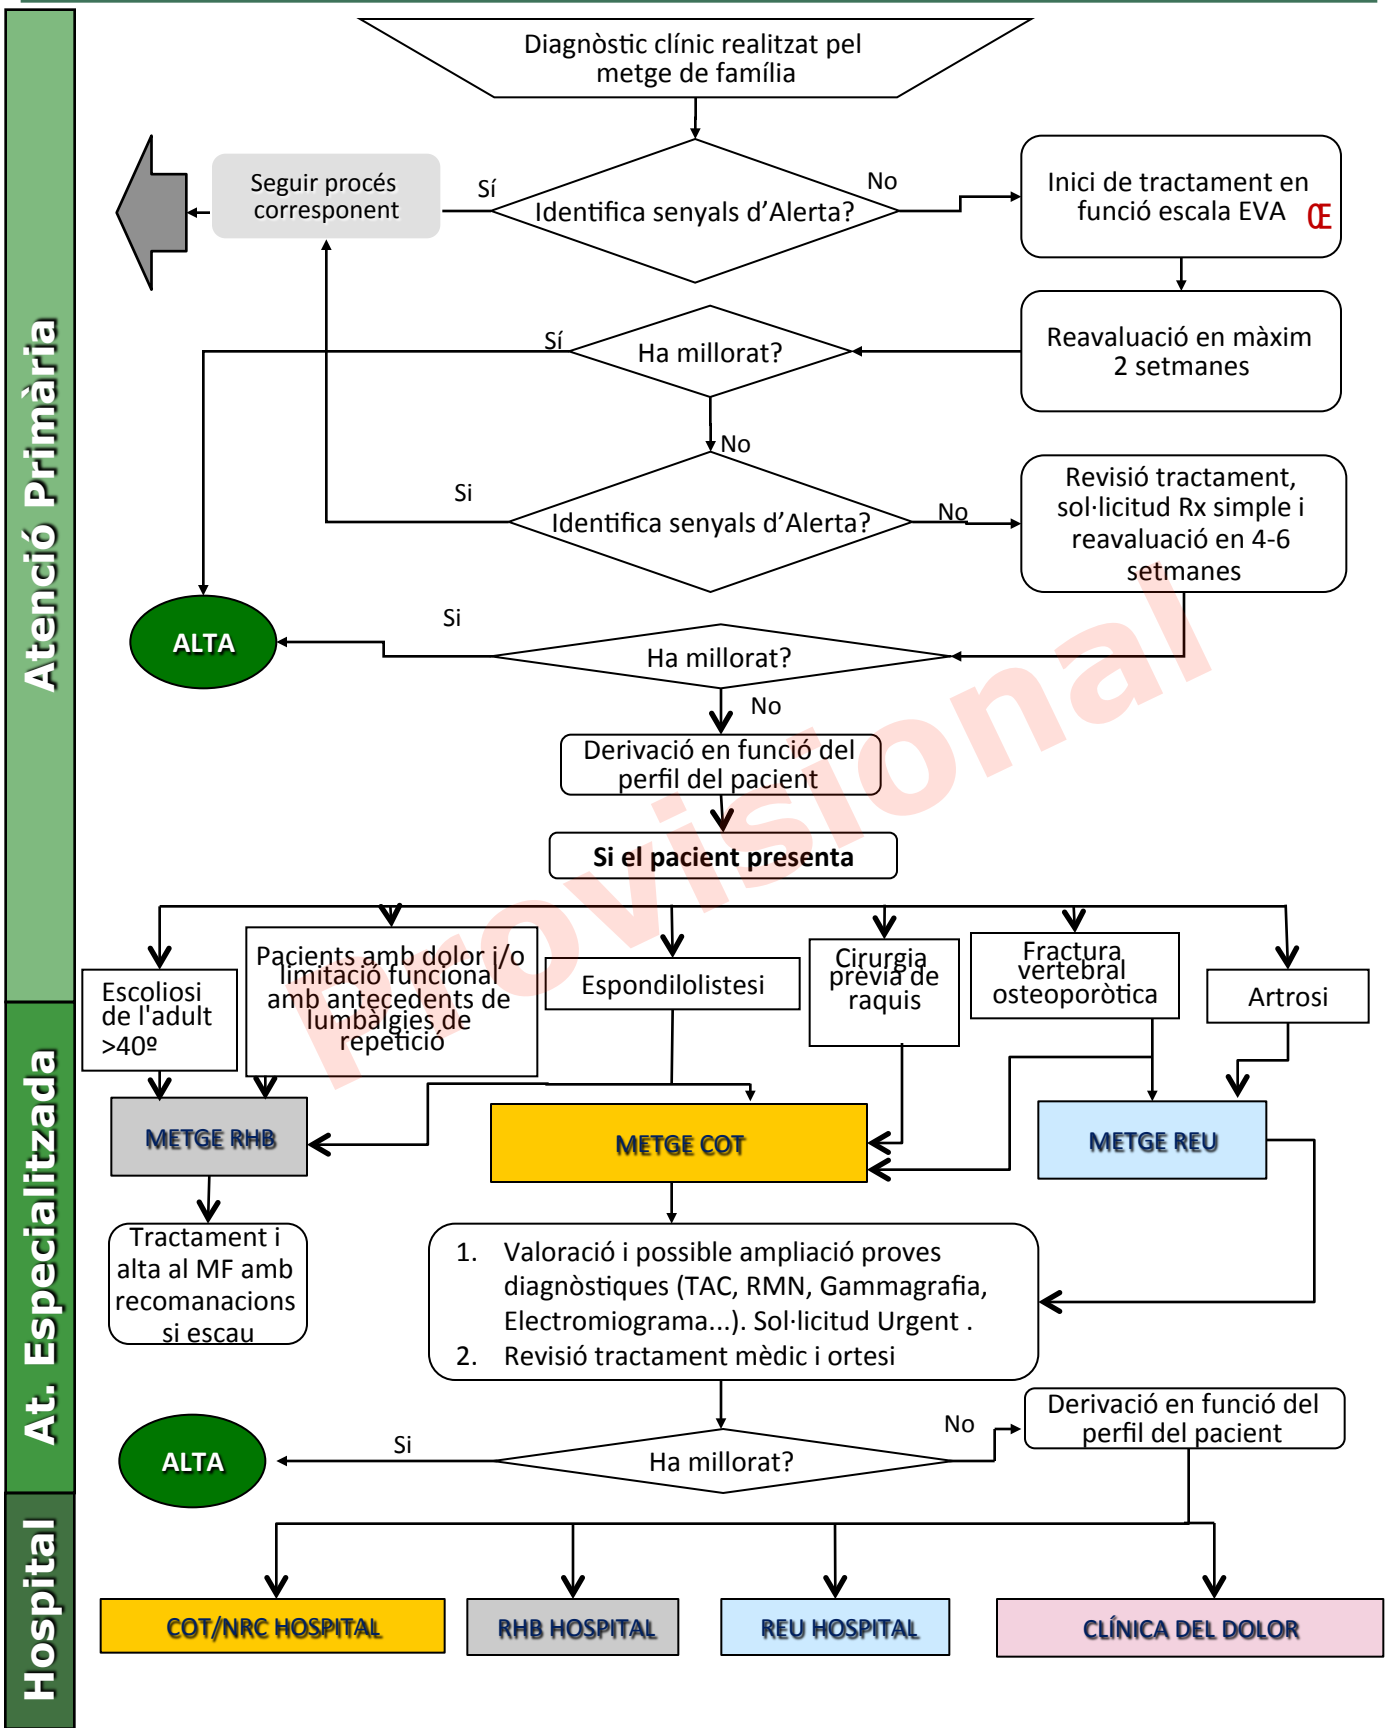 Diagnòstic clínic realitzat pel
metge de família
Seguir procés
corresponent
Sí
Identifica senyals d'Alerta?
No
Inici de tractament en
funció escala EVA
Œ
Sí
Ha millorat?
Reavaluació en màxim
2 setmanes
No
Si
Identifica senyals d'Alerta?
No
Revisió tractament,
sol·licitud Rx simple i
reavaluació en 4-6
setmanes
ALTA
Si
Ha millorat?
No
Derivació en funció del
perfil del pacient
Si el pacient presenta
Escoliosi
de l'adult
>40º
Pacients amb dolor i/o
limitació funcional
amb antecedents de
lumbàlgies de
repetició
Espondilolistesi
Cirurgia
prèvia de
raquis
Fractura
vertebral
osteoporòtica
Artrosi
METGE RHB
METGE COT
METGE REU
Tractament i
alta al MF amb
recomanacions
si escau
1. Valoració i possible ampliació proves
diagnòstiques (TAC, RMN, Gammagrafia,
Electromiograma...). Sol·licitud Urgent .
2. Revisió tractament mèdic i ortesi
ALTA
Si
Ha millorat?
No
Derivació en funció del
perfil del pacient
COT/NRC HOSPITAL
RHB HOSPITAL
REU HOSPITAL
CLÍNICA DEL DOLOR
Atenció Primària
At. Especialitzada
Hospital
Provisional